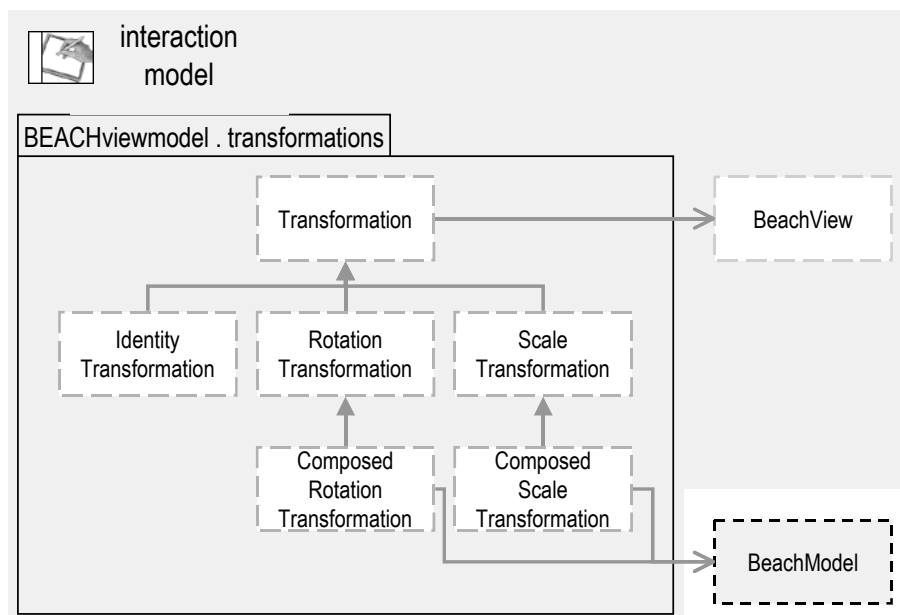 interaction
model
BEACHviewmodel . transformations
Transformation
BeachView
Identity
Transformation
Rotation
Transformation
Scale
Transformation
Composed
Rotation
Transformation
Composed
Scale
Transformation
BeachModel